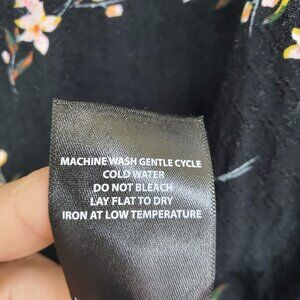 MACHINE WASH GENTLE CYCLE
COLD WATER
DO NOT BLEACH
LAY FLAT TO DRY
IRON AT LOW TEMPERATURE